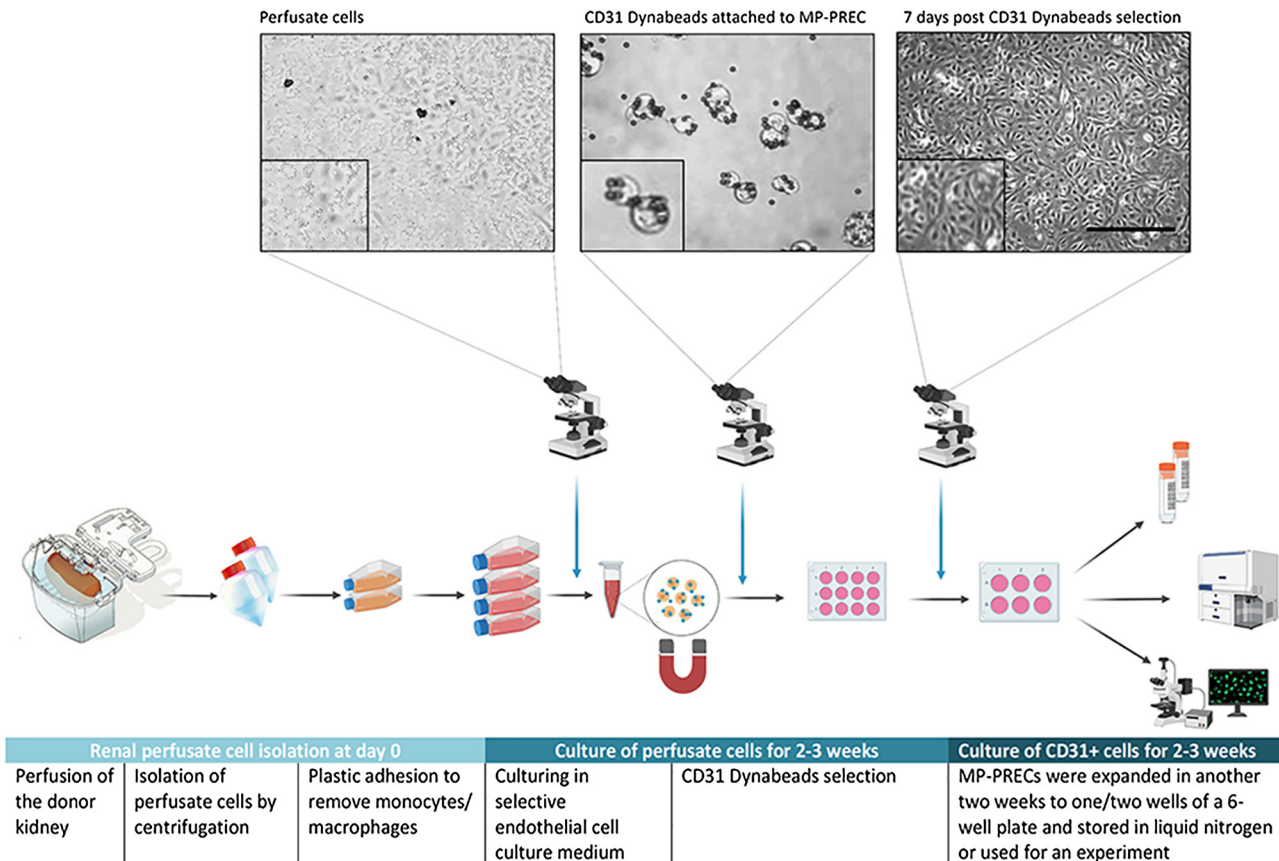 Perfusate cells
CD31 Dynabeads attached to MP-PREC
7 days post CD31 Dynabeads selection
Renal perfusate cell isolation at day 0
Culture of perfusate cells for 2-3 weeks
Culture of CD31+ cells for 2-3 weeks
Perfusion of
the donor
kidney
Isolation of
perfusate cells by
centrifugation
Plastic adhesion to
remove monocytes/
macrophages
Culturing in
selective
endothelial cell
culture medium
CD31 Dynabeads selection
MP-PRECs were expanded in another
two weeks to one/two wells of a 6-
well plate and stored in liquid nitrogen
or used for an experiment